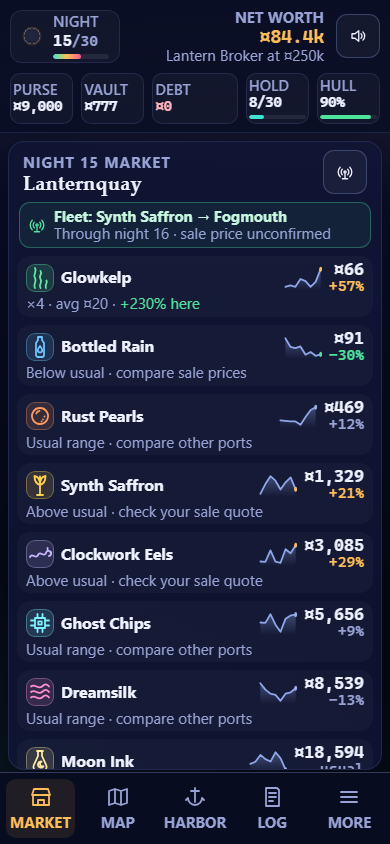 NIGHT
15/30
NET WORTH
¤84.4k
Lantern Broker at ¤250k
PURSE
¤9,000
VAULT
¤777
DEBT
¤0
HOLD
8/30
HULL
90%
NIGHT 15 MARKET
Lanternquay
Fleet: Synth Saffron → Fogmouth
Through night 16 · sale price unconfirmed
Glowkelp
¤66
+57%
×4 · avg ¤20 · +230% here
Bottled Rain
¤91
−30%
Below usual · compare sale prices
Rust Pearls
¤469
+12%
Usual range · compare other ports
Synth Saffron
¤1,329
+21%
Above usual · check your sale quote
Clockwork Eels
¤3,085
+29%
Above usual · check your sale quote
Ghost Chips
¤5,656
+9%
Usual range · compare other ports
Dreamsilk
¤8,539
−13%
Usual range · compare other ports
Moon Ink
¤18,594
MARKET
MAP
HARBOR
LOG
MORE